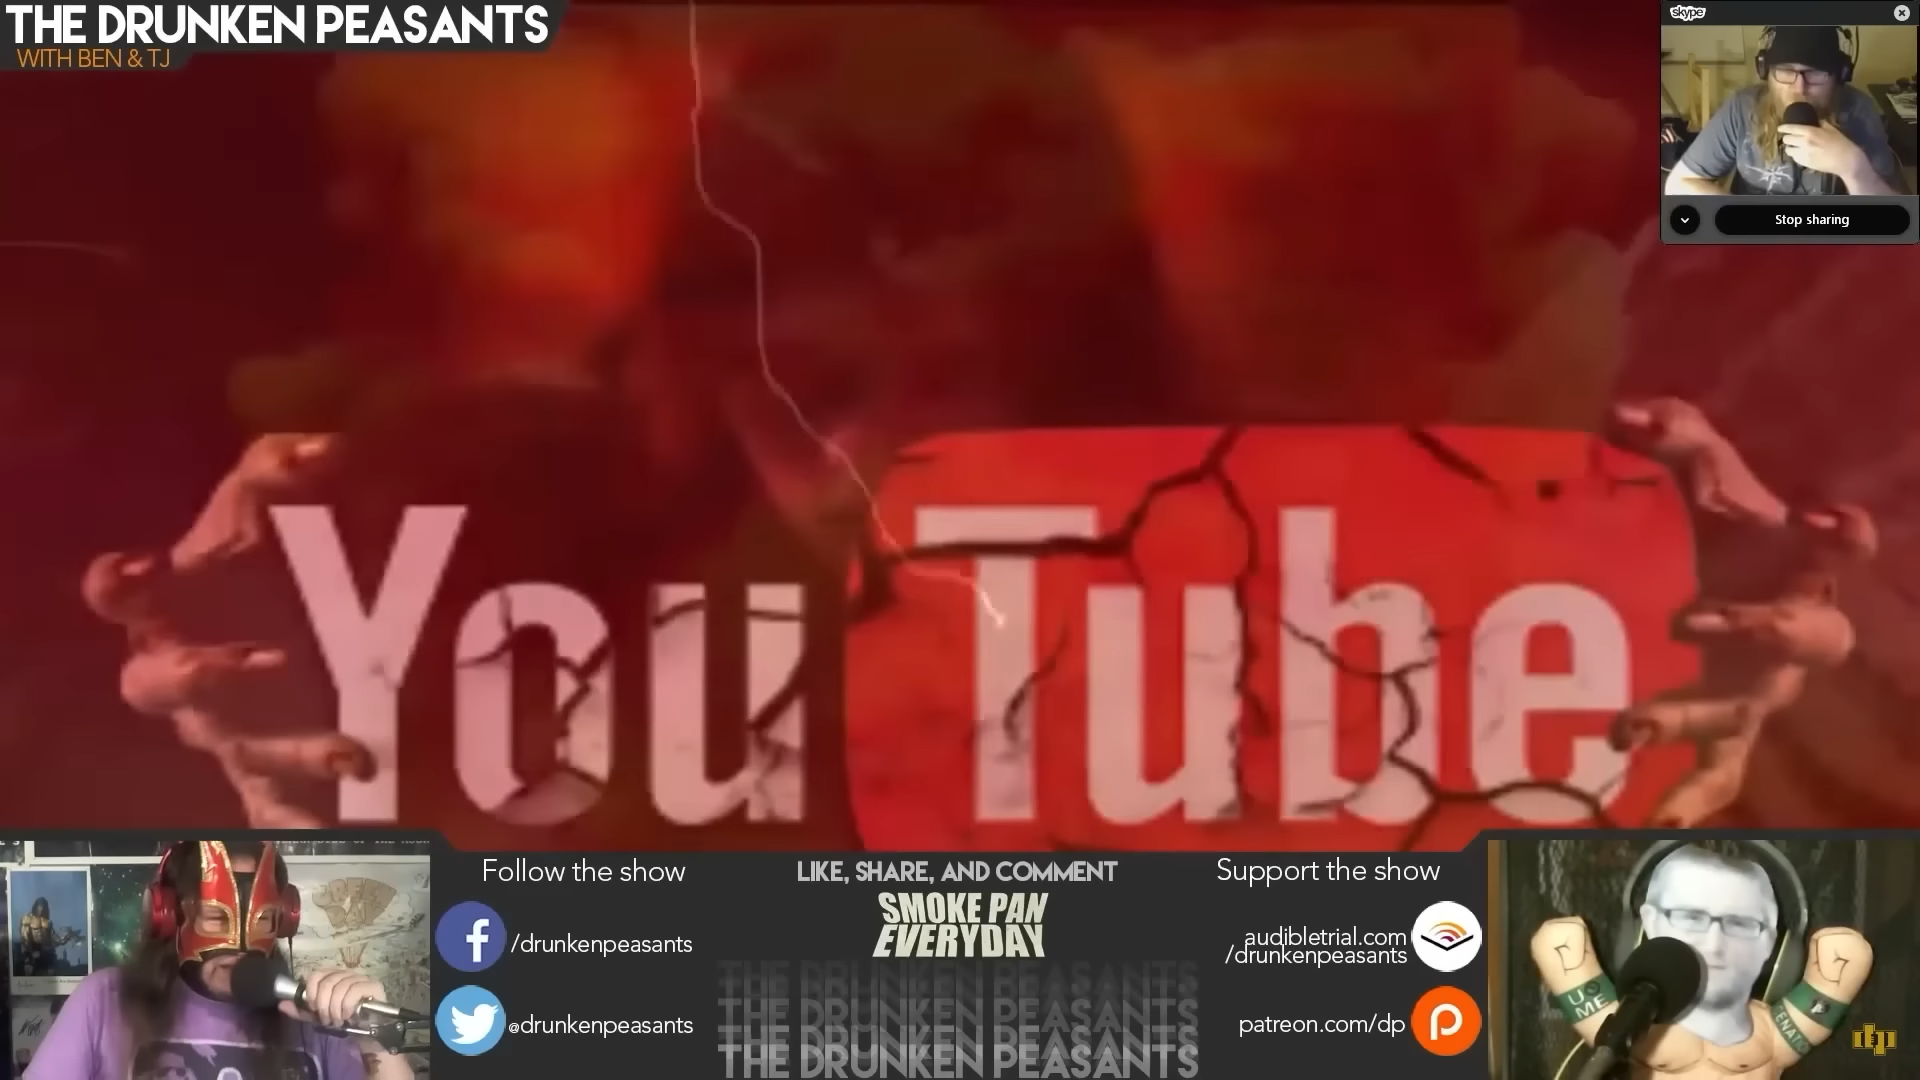 THE DRUNKEN PEASANTS
WITH BEN & TJ
skype
Stop sharing
YouTube
Follow the show
/drunkenpeasants
@drunkenpeasants
LIKE, SHARE, AND COMMENT
SMOKE PAN
EVERYDAY
THE DRUNKEN PEASANTS
THE DRUNKEN PEASANTS
THE DRUNKEN PEASANTS
THE DRUNKEN PEASANTS
Support the show
audibletrial.com
/drunkenpeasants
patreon.com/dp
U
ME
dp